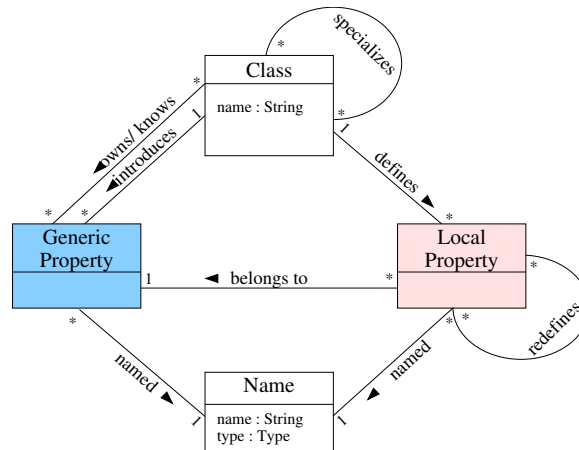 specializes
*
Class
*
name : String
*
1
1
owns/ knows
introduces
defines
*
*
*
Generic
Property
Local
Property
*
1
belongs to
*
*
*
*
redefines
named
named
Name
name : String
type : Type
1
1